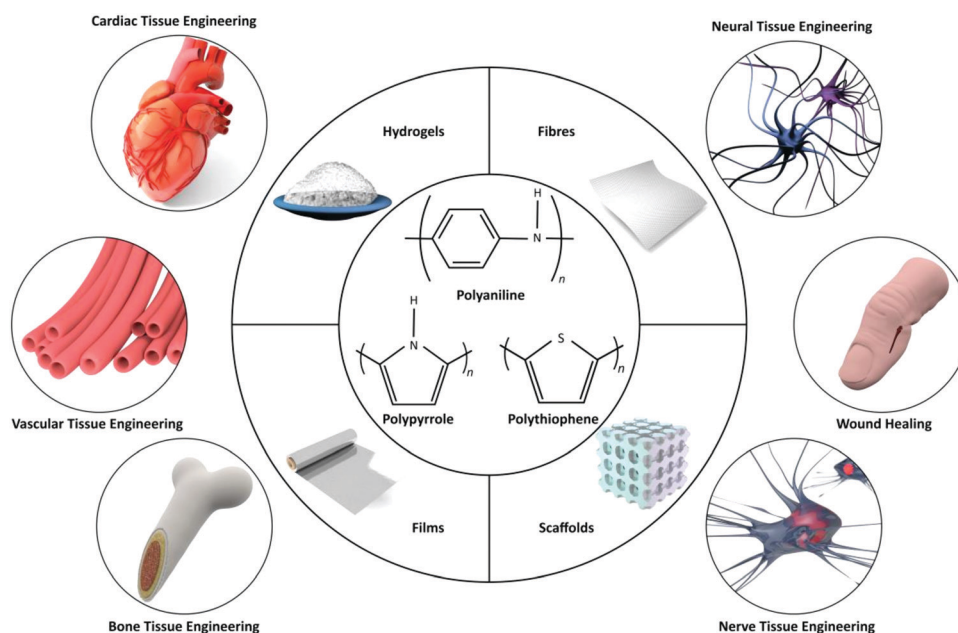 Cardiac Tissue Engineering
Neural Tissue Engineering
Hydrogels
Fibres
H
N
n
Polyaniline
H
N
n
Polypyrrole
S
n
Polythiophene
Vascular Tissue Engineering
Wound Healing
Films
Scaffolds
Bone Tissue Engineering
Nerve Tissue Engineering